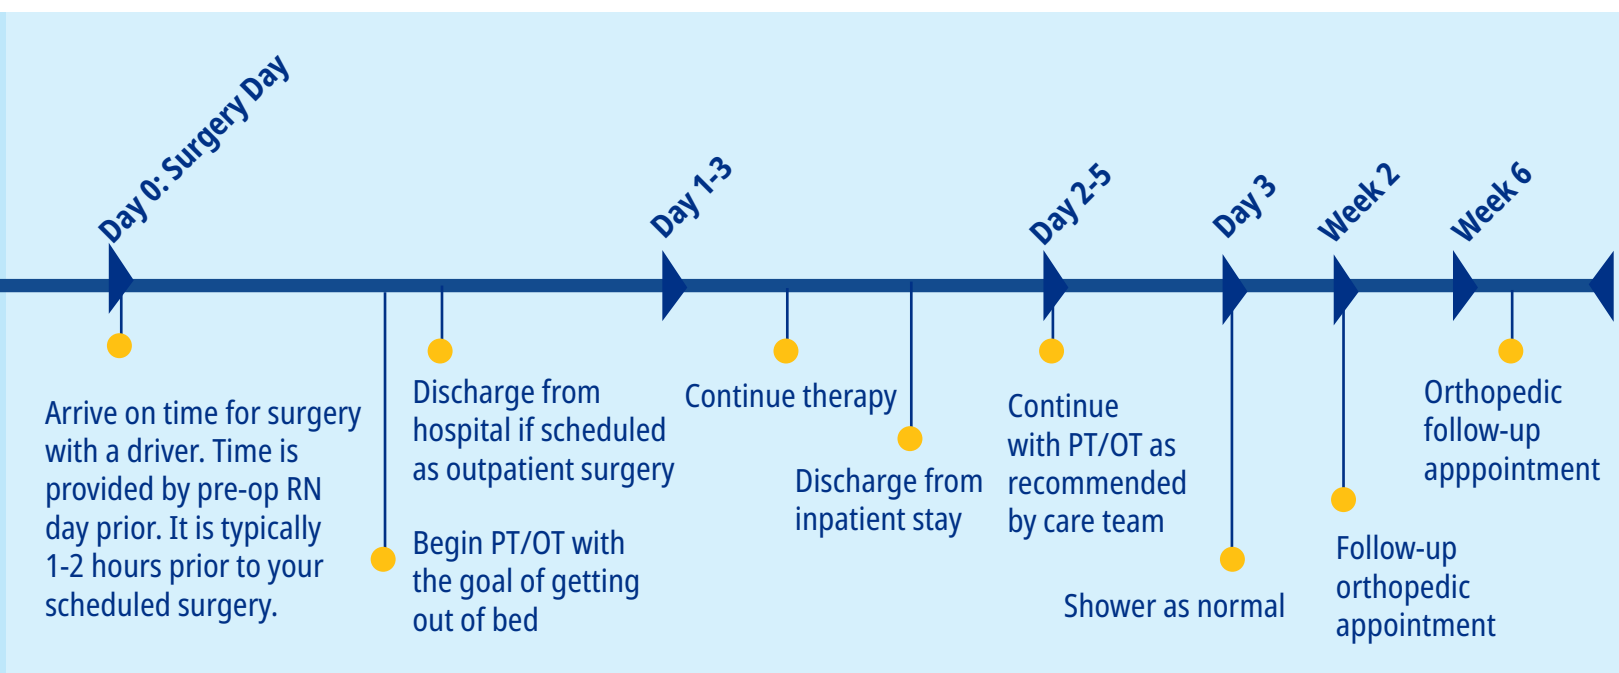 Day 0: Surgery Day
Day 1-3
Day 2-5
Day 3
Week 2
Week 6
Arrive on time for surgery
with a driver. Time is
provided by pre-op RN
day prior. It is typically
1-2 hours prior to your
scheduled surgery.
Discharge from
hospital if scheduled
as outpatient surgery
Begin PT/OT with
the goal of getting
out of bed
Continue therapy
Discharge from
inpatient stay
Continue
with PT/OT as
recommended
by care team
Shower as normal
Follow-up
orthopedic
appointment
Orthopedic
follow-up
apppointment